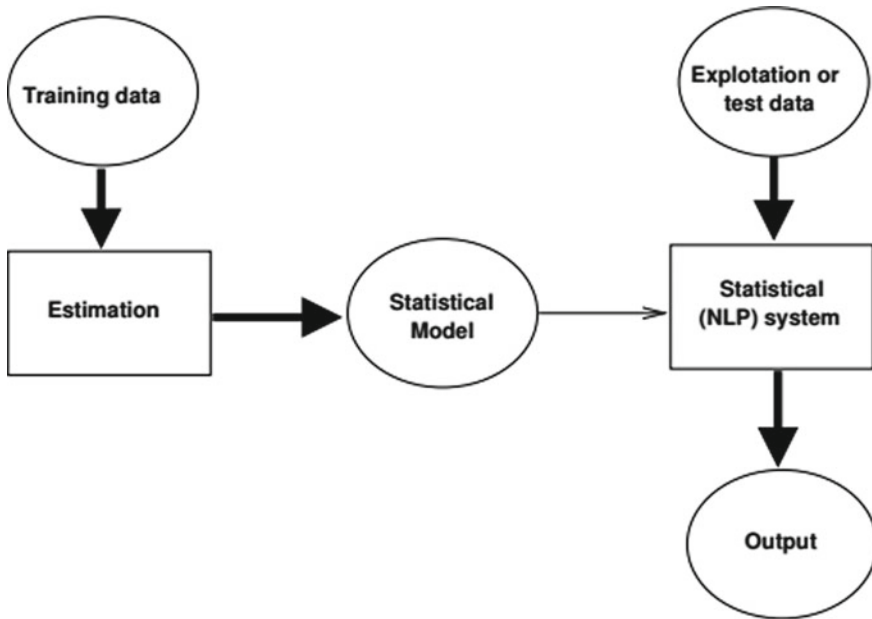 Training data
Explotation or
test data
Estimation
Statistical
Model
Statistical
(NLP) system
Output